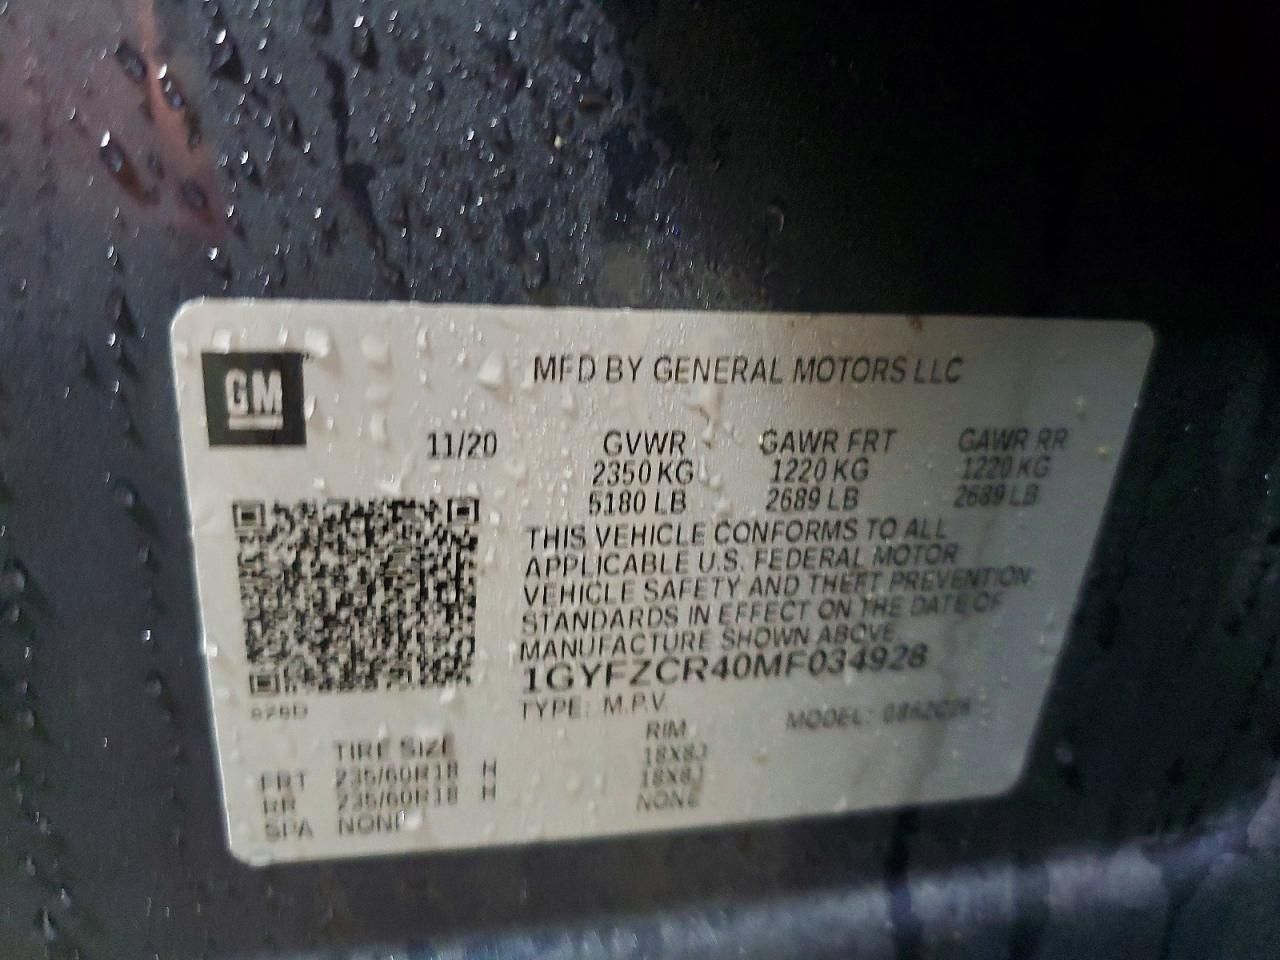 GM
MFD BY GENERAL MOTORS LLC
11/20 GVWR GAWR FRT GAWR RR
2350 KG 1220 KG 1220 KG
5180 LB 2689 LB 2689 LB
THIS VEHICLE CONFORMS TO ALL
APPLICABLE U.S. FEDERAL MOTOR
VEHICLE SAFETY AND THEFT PREVENTION
STANDARDS IN EFFECT ON THE DATE OF
MANUFACTURE SHOWN ABOVE.
1GYFZCR40MF034928
TYPE: M.P.V. MODEL:
TIRE SIZE RIM
FRT 235/60R18 H 18X8J
RR 235/60R18 H 18X8J
SPA NONE NONE